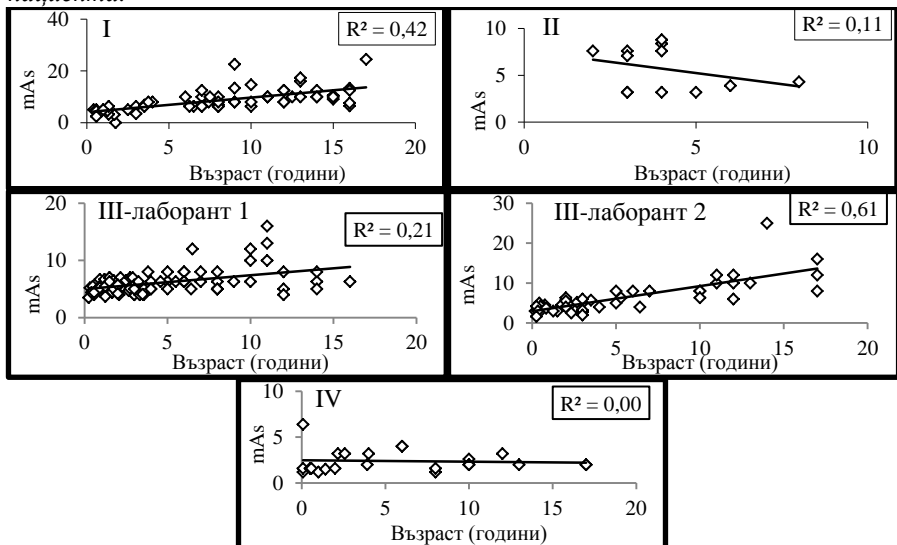 I
R² = 0,42
40
20
0
mAs
0
5
10
15
20
Възраст (години)
II
R² = 0,11
15
10
5
0
mAs
0
5
10
Възраст (години)
III-лаборант 1
R² = 0,21
20
10
0
mAs
0
5
10
15
20
Възраст (години)
III-лаборант 2
R² = 0,61
30
20
10
0
mAs
0
5
10
15
20
Възраст (години)
IV
R² = 0,00
10
5
0
mAs
0
5
10
15
20
Възраст (години)